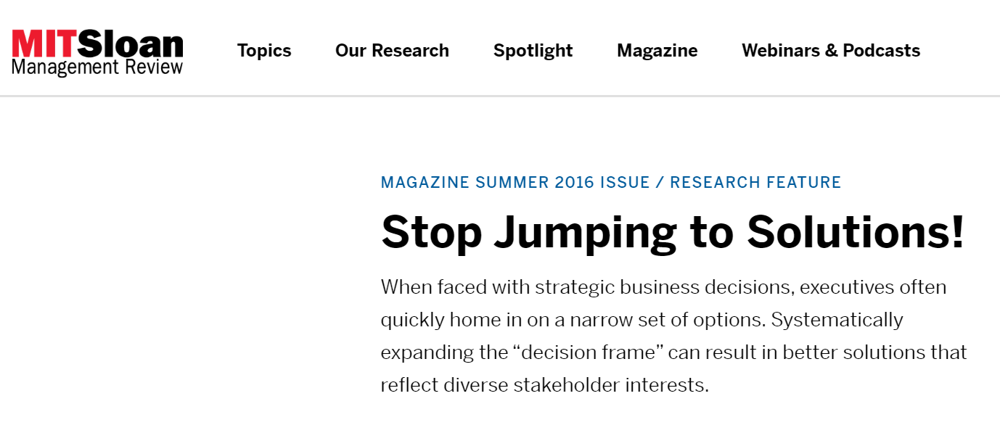 MITSloan
Management Review
Topics
Our Research
Spotlight
Magazine
Webinars & Podcasts
MAGAZINE SUMMER 2016 ISSUE / RESEARCH FEATURE
Stop Jumping to Solutions!
When faced with strategic business decisions, executives often
quickly home in on a narrow set of options. Systematically
expanding the “decision frame” can result in better solutions that
reflect diverse stakeholder interests.